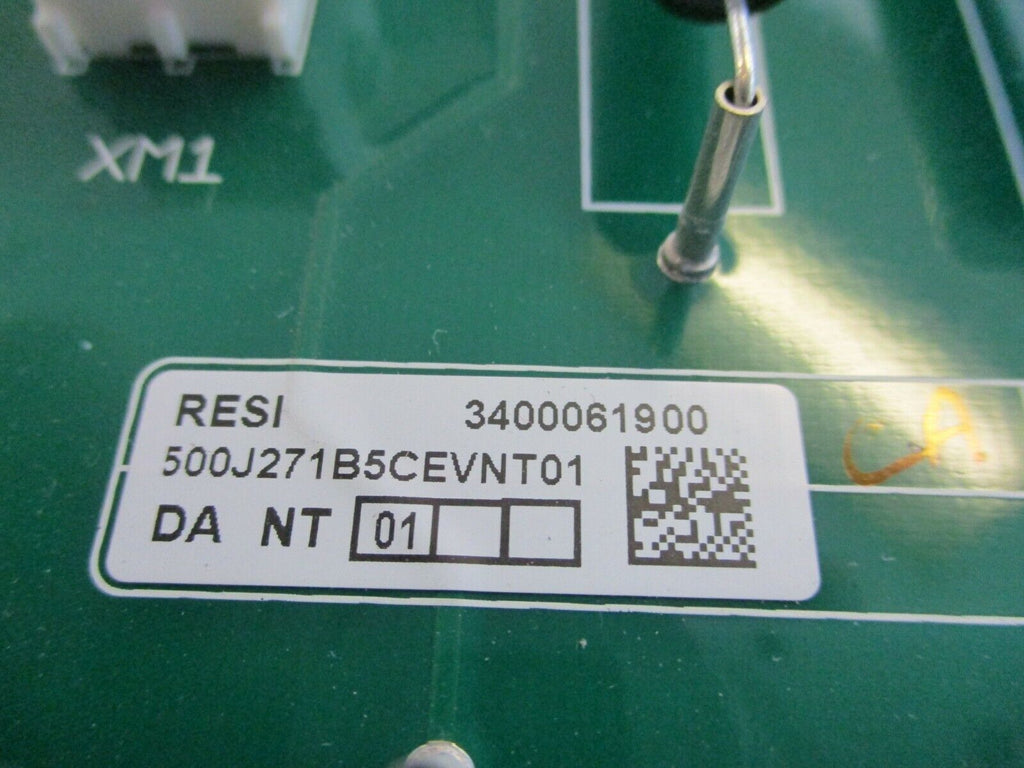 XM1
RESI 3400061900
500J271B5CEVNT01
DA NT 01